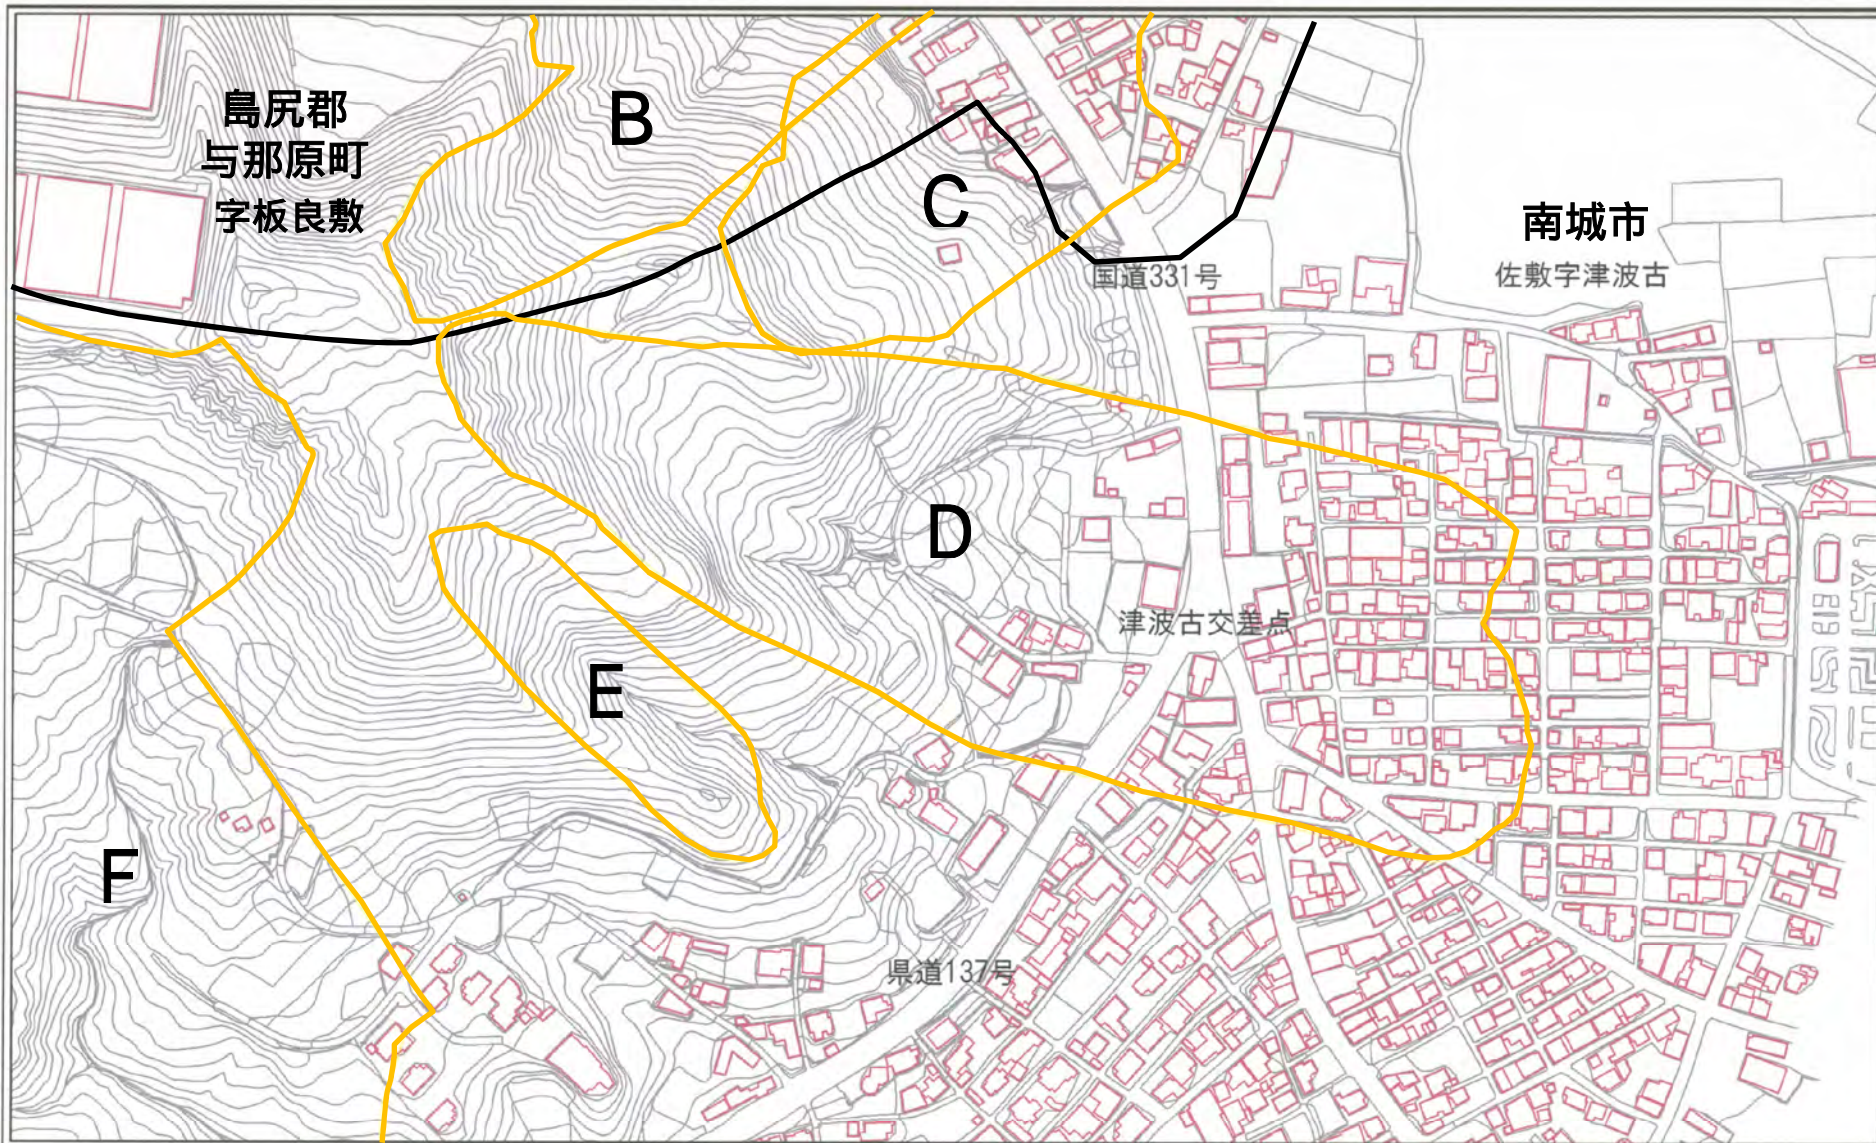 島尻郡
与那原町
字板良敷
B
C
南城市
佐敷字津波古
国道331号
D
津波古交差点
E
F
県道137号